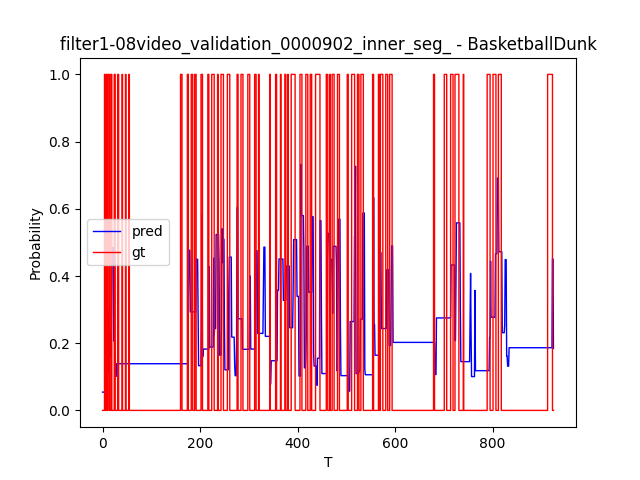 filter1-08video_validation_0000902_inner_seg_ - BasketballDunk
1.0
0.8
0.6
0.4
0.2
0.0
Probability
pred
gt
0
200
400
600
800
T